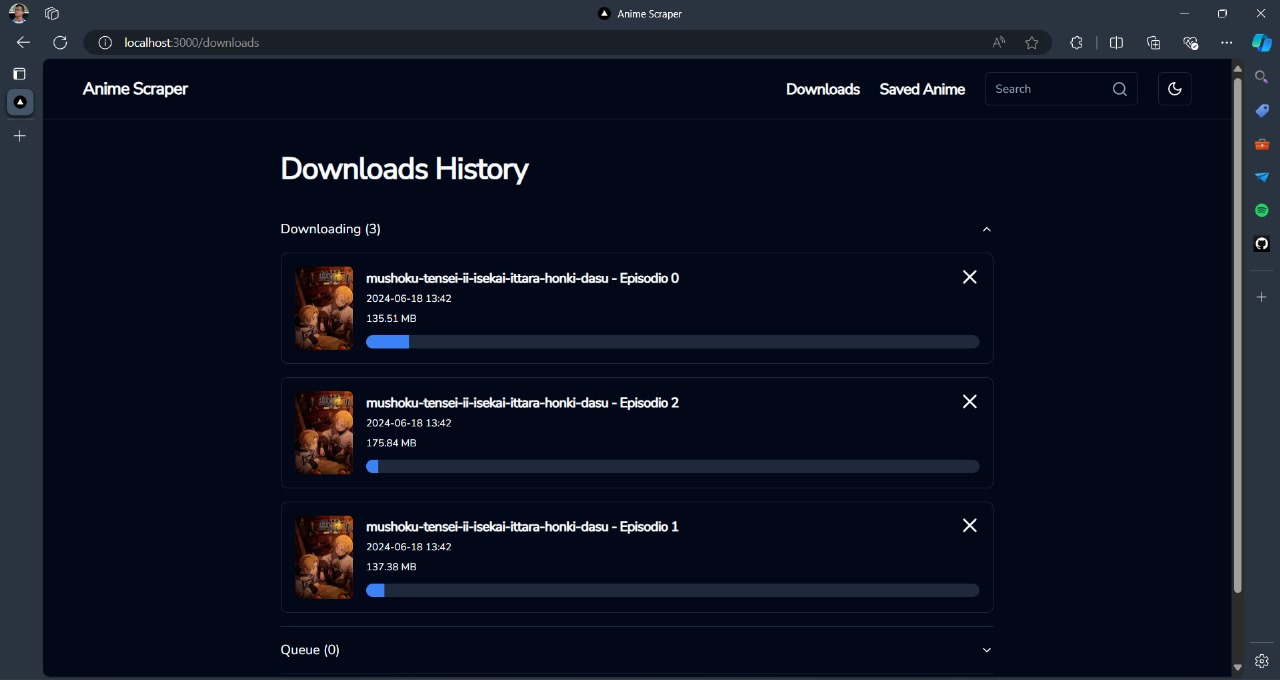 Anime Scraper
localhost:3000/downloads
Anime Scraper
Downloads
Saved Anime
Search
Downloads History
Downloading (3)
mushoku-tensei-ii-isekai-ittara-honki-dasu - Episodio 0
2024-06-18 13:42
135.51 MB
mushoku-tensei-ii-isekai-ittara-honki-dasu - Episodio 2
2024-06-18 13:42
175.84 MB
mushoku-tensei-ii-isekai-ittara-honki-dasu - Episodio 1
2024-06-18 13:42
137.38 MB
Queue (0)